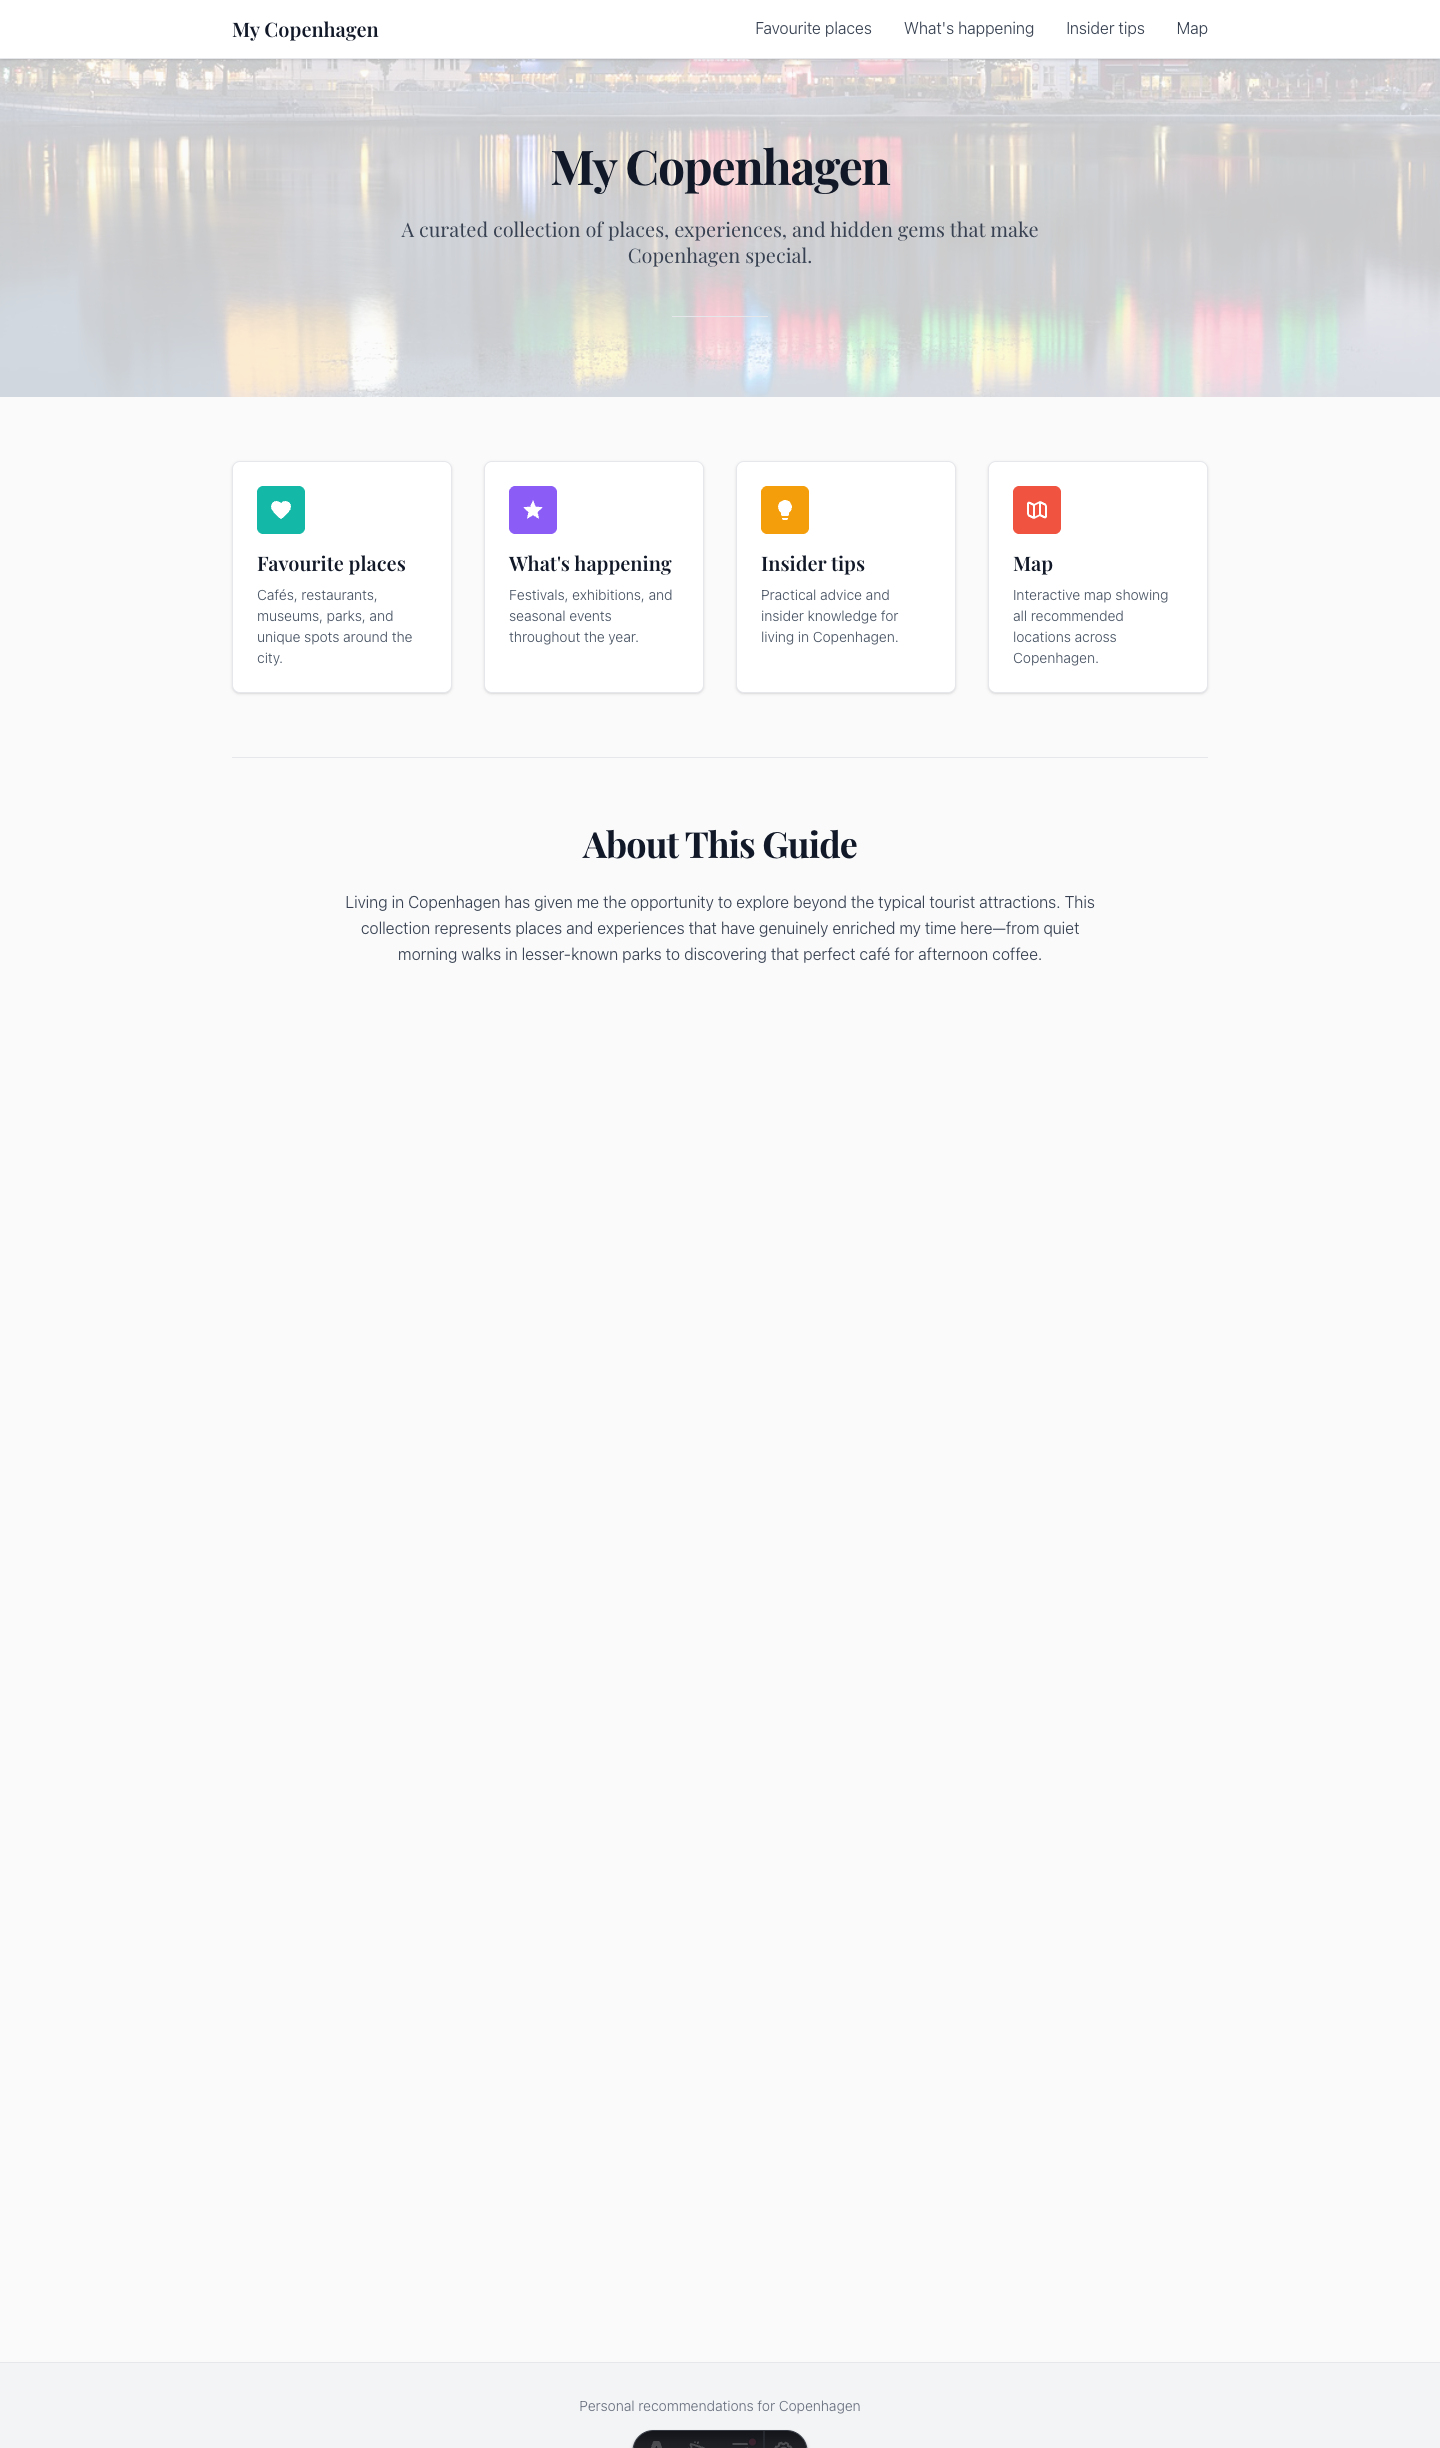 My Copenhagen
Favourite places
What's happening
Insider tips
Map
My Copenhagen
A curated collection of places, experiences, and hidden gems that make
Copenhagen special.
Favourite places
Cafés, restaurants,
museums, parks, and
unique spots around the
city.
What's happening
Festivals, exhibitions, and
seasonal events
throughout the year.
Insider tips
Practical advice and
insider knowledge for
living in Copenhagen.
Map
Interactive map showing
all recommended
locations across
Copenhagen.
About This Guide
Living in Copenhagen has given me the opportunity to explore beyond the typical tourist attractions. This
collection represents places and experiences that have genuinely enriched my time here—from quiet
morning walks in lesser-known parks to discovering that perfect café for afternoon coffee.
Personal recommendations for Copenhagen